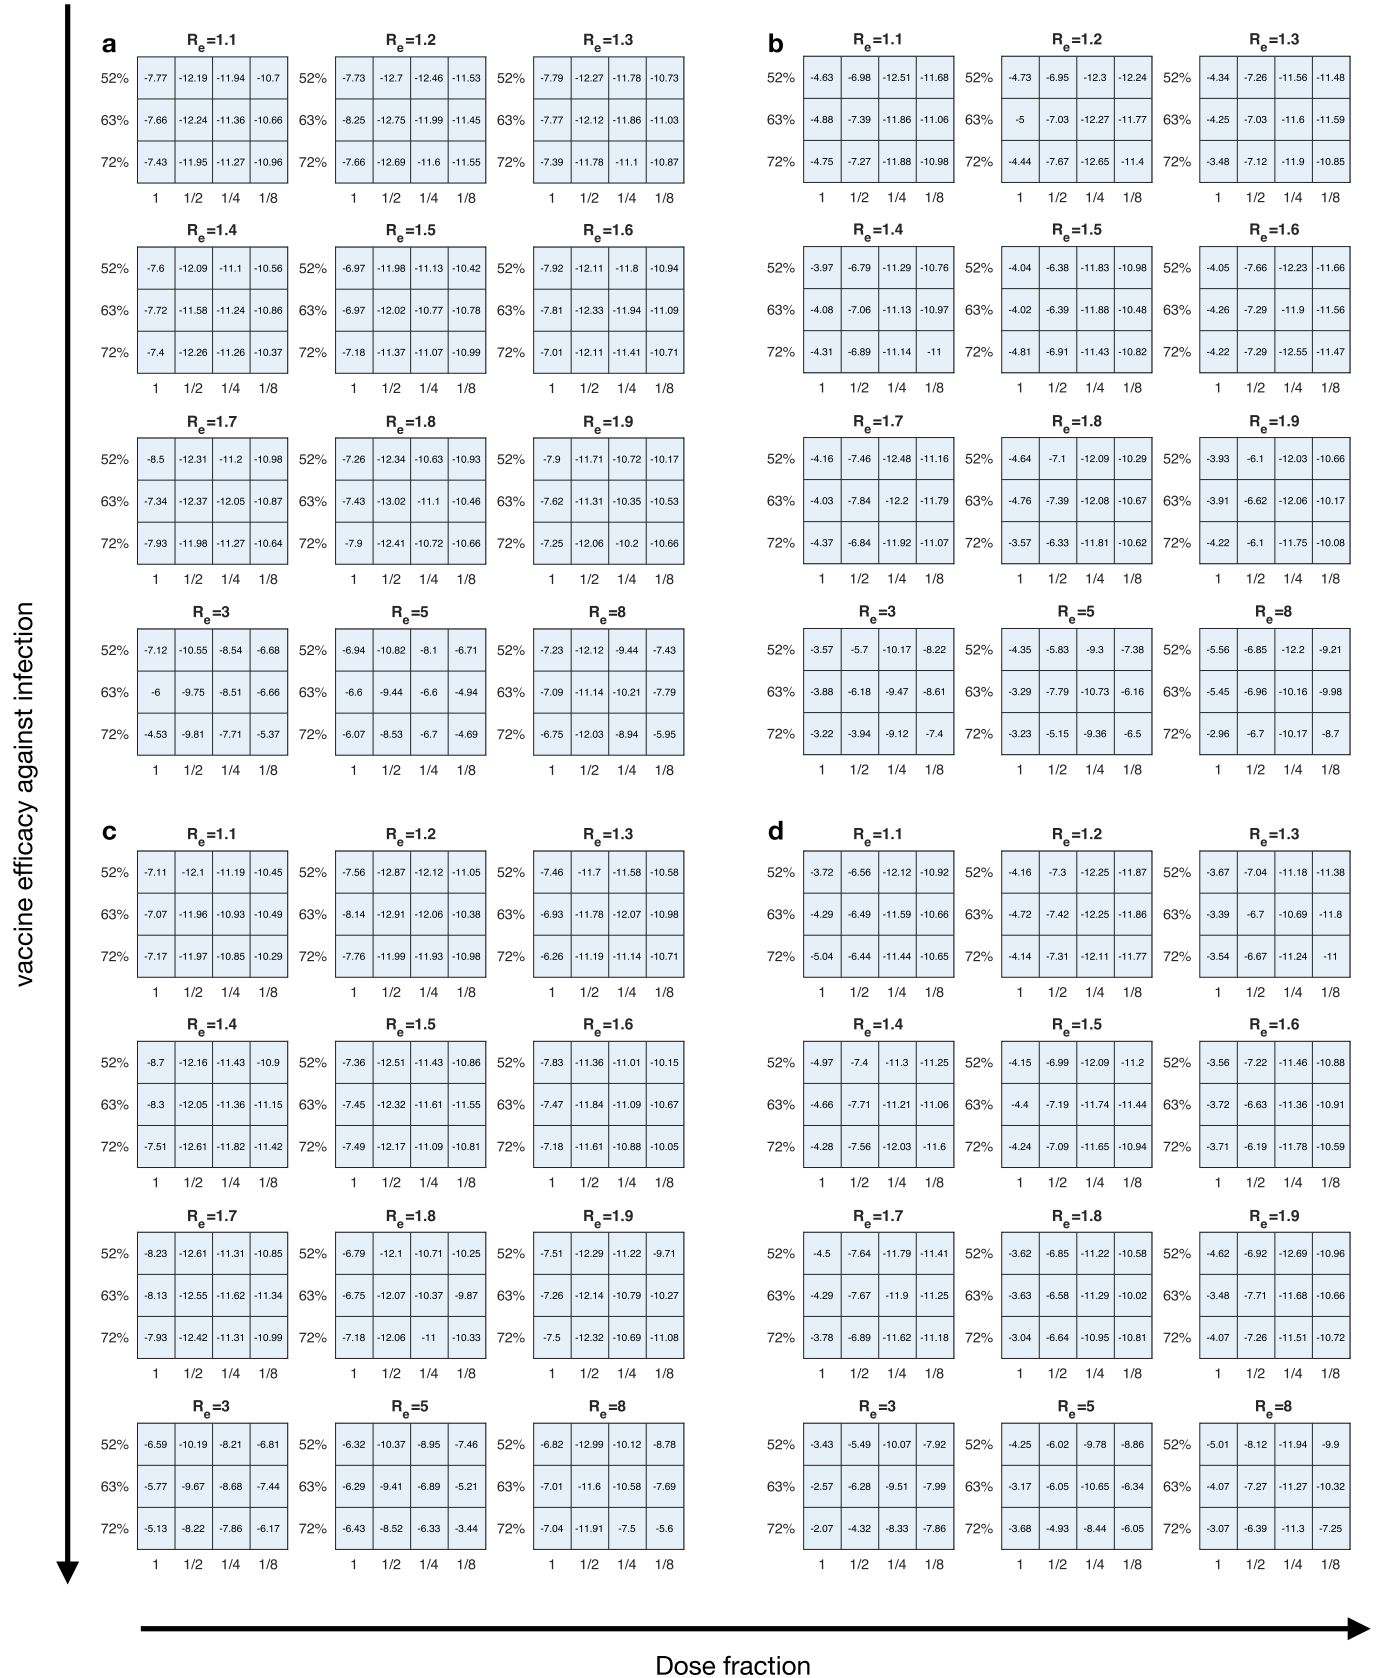 a R_e=1.1 R_e=1.2 R_e=1.3 b R_e=1.1 R_e=1.2 R_e=1.3
52% -7.77 -12.19 -11.94 -10.7 52% -7.73 -12.7 -12.46 -11.53 52% -7.79 -12.27 -11.78 -10.73 52% -4.63 -6.98 -12.51 -11.68 52% -4.73 -6.95 -12.3 -12.24 52% -4.34 -7.26 -11.56 -11.48
63% -7.66 -12.24 -11.36 -10.66 63% -8.25 -12.75 -11.99 -11.45 63% -7.77 -12.12 -11.86 -11.03 63% -4.88 -7.39 -11.86 -11.06 63% -5 -7.03 -12.27 -11.77 63% -4.25 -7.03 -11.6 -11.59
72% -7.43 -11.95 -11.27 -10.96 72% -7.66 -12.69 -11.6 -11.55 72% -7.39 -11.78 -11.1 -10.87 72% -4.75 -7.27 -11.88 -10.98 72% -4.44 -7.67 -12.65 -11.4 72% -3.48 -7.12 -11.9 -10.85
1 1/2 1/4 1/8 1 1/2 1/4 1/8 1 1/2 1/4 1/8 1 1/2 1/4 1/8 1 1/2 1/4 1/8 1 1/2 1/4 1/8
R_e=1.4 R_e=1.5 R_e=1.6 R_e=1.4 R_e=1.5 R_e=1.6
52% -7.6 -12.09 -11.1 -10.56 52% -6.97 -11.98 -11.13 -10.42 52% -7.92 -12.11 -11.8 -10.94 52% -3.97 -6.79 -11.29 -10.76 52% -4.04 -6.38 -11.83 -10.98 52% -4.05 -7.66 -12.23 -11.66
63% -7.72 -11.58 -11.24 -10.86 63% -6.97 -12.02 -10.77 -10.78 63% -7.81 -12.33 -11.94 -11.09 63% -4.08 -7.06 -11.13 -10.97 63% -4.02 -6.39 -11.88 -10.48 63% -4.26 -7.29 -11.9 -11.56
72% -7.4 -12.26 -11.26 -10.37 72% -7.18 -11.37 -11.07 -10.99 72% -7.01 -12.11 -11.41 -10.71 72% -4.31 -6.89 -11.14 -11 72% -4.81 -6.91 -11.43 -10.82 72% -4.22 -7.29 -12.55 -11.47
1 1/2 1/4 1/8 1 1/2 1/4 1/8 1 1/2 1/4 1/8 1 1/2 1/4 1/8 1 1/2 1/4 1/8 1 1/2 1/4 1/8
R_e=1.7 R_e=1.8 R_e=1.9 R_e=1.7 R_e=1.8 R_e=1.9
52% -8.5 -12.31 -11.2 -10.98 52% -7.26 -12.34 -10.63 -10.93 52% -7.9 -11.71 -10.72 -10.17 52% -4.16 -7.46 -12.48 -11.16 52% -4.64 -7.1 -12.09 -10.29 52% -3.93 -6.1 -12.03 -10.66
63% -7.34 -12.37 -12.05 -10.87 63% -7.43 -13.02 -11.1 -10.46 63% -7.62 -11.31 -10.35 -10.53 63% -4.03 -7.84 -12.2 -11.79 63% -4.76 -7.39 -12.08 -10.67 63% -3.91 -6.62 -12.06 -10.17
72% -7.93 -11.98 -11.27 -10.64 72% -7.9 -12.41 -10.72 -10.66 72% -7.25 -12.06 -10.2 -10.66 72% -4.37 -6.84 -11.92 -11.07 72% -3.57 -6.33 -11.81 -10.62 72% -4.22 -6.1 -11.75 -10.08
1 1/2 1/4 1/8 1 1/2 1/4 1/8 1 1/2 1/4 1/8 1 1/2 1/4 1/8 1 1/2 1/4 1/8 1 1/2 1/4 1/8
R_e=3 R_e=5 R_e=8 R_e=3 R_e=5 R_e=8
52% -7.12 -10.55 -8.54 -6.68 52% -6.94 -10.82 -8.1 -6.71 52% -7.23 -12.12 -9.44 -7.43 52% -3.57 -5.7 -10.17 -8.22 52% -4.35 -5.83 -9.3 -7.38 52% -5.56 -6.85 -12.2 -9.21
63% -6 -9.75 -8.51 -6.66 63% -6.6 -9.44 -6.6 -4.94 63% -7.09 -11.14 -10.21 -7.79 63% -3.88 -6.18 -9.47 -8.61 63% -3.29 -7.79 -10.73 -6.16 63% -5.45 -6.96 -10.16 -9.98
72% -4.53 -9.81 -7.71 -5.37 72% -6.07 -8.53 -6.7 -4.69 72% -6.75 -12.03 -8.94 -5.95 72% -3.22 -3.94 -9.12 -7.4 72% -3.23 -5.15 -9.36 -6.5 72% -2.96 -6.7 -10.17 -8.7
1 1/2 1/4 1/8 1 1/2 1/4 1/8 1 1/2 1/4 1/8 1 1/2 1/4 1/8 1 1/2 1/4 1/8 1 1/2 1/4 1/8
vaccine efficacy against infection
c R_e=1.1 R_e=1.2 R_e=1.3 d R_e=1.1 R_e=1.2 R_e=1.3
52% -7.11 -12.1 -11.19 -10.45 52% -7.56 -12.87 -12.12 -11.05 52% -7.46 -11.7 -11.58 -10.58 52% -3.72 -6.56 -12.12 -10.92 52% -4.16 -7.3 -12.25 -11.87 52% -3.67 -7.04 -11.18 -11.38
63% -7.07 -11.96 -10.93 -10.49 63% -8.14 -12.91 -12.06 -10.38 63% -6.93 -11.78 -12.07 -10.98 63% -4.29 -6.49 -11.59 -10.66 63% -4.72 -7.42 -12.25 -11.86 63% -3.39 -6.7 -10.69 -11.8
72% -7.17 -11.97 -10.85 -10.29 72% -7.76 -11.99 -11.93 -10.98 72% -6.26 -11.19 -11.14 -10.71 72% -5.04 -6.44 -11.44 -10.65 72% -4.14 -7.31 -12.11 -11.77 72% -3.54 -6.67 -11.24 -11
1 1/2 1/4 1/8 1 1/2 1/4 1/8 1 1/2 1/4 1/8 1 1/2 1/4 1/8 1 1/2 1/4 1/8 1 1/2 1/4 1/8
R_e=1.4 R_e=1.5 R_e=1.6 R_e=1.4 R_e=1.5 R_e=1.6
52% -8.7 -12.16 -11.43 -10.9 52% -7.36 -12.51 -11.43 -10.86 52% -7.83 -11.36 -11.01 -10.15 52% -4.97 -7.4 -11.3 -11.25 52% -4.15 -6.99 -12.09 -11.2 52% -3.56 -7.22 -11.46 -10.88
63% -8.3 -12.05 -11.36 -11.15 63% -7.45 -12.32 -11.61 -11.55 63% -7.47 -11.84 -11.09 -10.67 63% -4.66 -7.71 -11.21 -11.06 63% -4.4 -7.19 -11.74 -11.44 63% -3.72 -6.63 -11.36 -10.91
72% -7.51 -12.61 -11.82 -11.42 72% -7.49 -12.17 -11.09 -10.81 72% -7.18 -11.61 -10.88 -10.05 72% -4.28 -7.56 -12.03 -11.6 72% -4.24 -7.09 -11.65 -10.94 72% -3.71 -6.19 -11.78 -10.59
1 1/2 1/4 1/8 1 1/2 1/4 1/8 1 1/2 1/4 1/8 1 1/2 1/4 1/8 1 1/2 1/4 1/8 1 1/2 1/4 1/8
R_e=1.7 R_e=1.8 R_e=1.9 R_e=1.7 R_e=1.8 R_e=1.9
52% -8.23 -12.61 -11.31 -10.85 52% -6.79 -12.1 -10.71 -10.25 52% -7.51 -12.29 -11.22 -9.71 52% -4.5 -7.64 -11.79 -11.41 52% -3.62 -6.85 -11.22 -10.58 52% -4.62 -6.92 -12.69 -10.96
63% -8.13 -12.55 -11.62 -11.34 63% -6.75 -12.07 -10.37 -9.87 63% -7.26 -12.14 -10.79 -10.27 63% -4.29 -7.67 -11.9 -11.25 63% -3.63 -6.58 -11.29 -10.02 63% -3.48 -7.71 -11.68 -10.66
72% -7.93 -12.42 -11.31 -10.99 72% -7.18 -12.06 -11 -10.33 72% -7.5 -12.32 -10.69 -11.08 72% -3.78 -6.89 -11.62 -11.18 72% -3.04 -6.64 -10.95 -10.81 72% -4.07 -7.26 -11.51 -10.72
1 1/2 1/4 1/8 1 1/2 1/4 1/8 1 1/2 1/4 1/8 1 1/2 1/4 1/8 1 1/2 1/4 1/8 1 1/2 1/4 1/8
R_e=3 R_e=5 R_e=8 R_e=3 R_e=5 R_e=8
52% -6.59 -10.19 -8.21 -6.81 52% -6.32 -10.37 -8.95 -7.46 52% -6.82 -12.99 -10.12 -8.78 52% -3.43 -5.49 -10.07 -7.92 52% -4.25 -6.02 -9.78 -8.86 52% -5.01 -8.12 -11.94 -9.9
63% -5.77 -9.67 -8.68 -7.44 63% -6.29 -9.41 -6.89 -5.21 63% -7.01 -11.6 -10.58 -7.69 63% -2.57 -6.28 -9.51 -7.99 63% -3.17 -6.05 -10.65 -6.34 63% -4.07 -7.27 -11.27 -10.32
72% -5.13 -8.22 -7.86 -6.17 72% -6.43 -8.52 -6.33 -3.44 72% -7.04 -11.91 -7.5 -5.6 72% -2.07 -4.32 -8.33 -7.86 72% -3.68 -4.93 -8.44 -6.05 72% -3.07 -6.39 -11.3 -7.25
1 1/2 1/4 1/8 1 1/2 1/4 1/8 1 1/2 1/4 1/8 1 1/2 1/4 1/8 1 1/2 1/4 1/8 1 1/2 1/4 1/8
Dose fraction